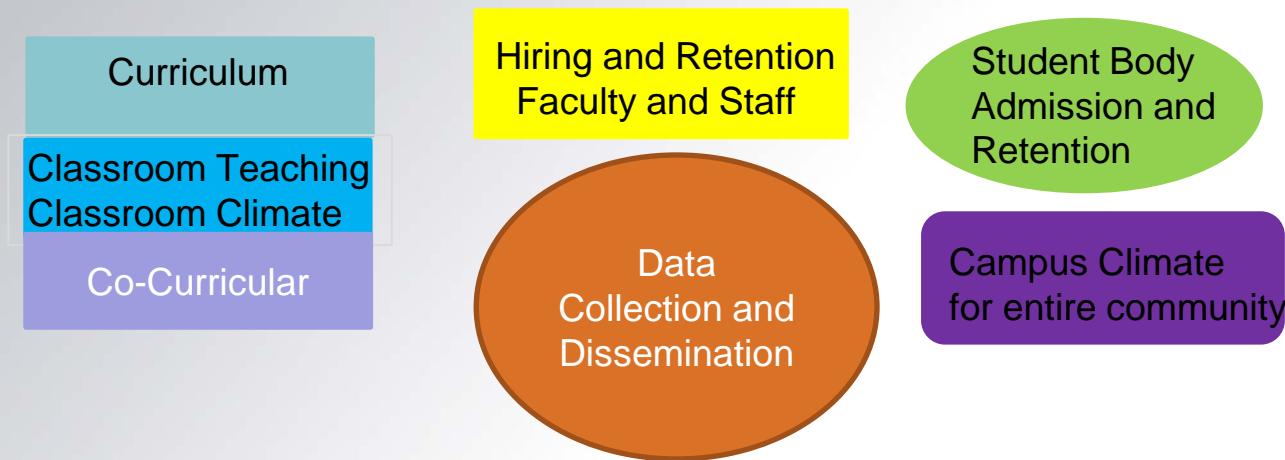 Curriculum
Classroom Teaching
Classroom Climate
Co-Curricular
Hiring and Retention
Faculty and Staff
Data
Collection and
Dissemination
Student Body
Admission and
Retention
Campus Climate
for entire community